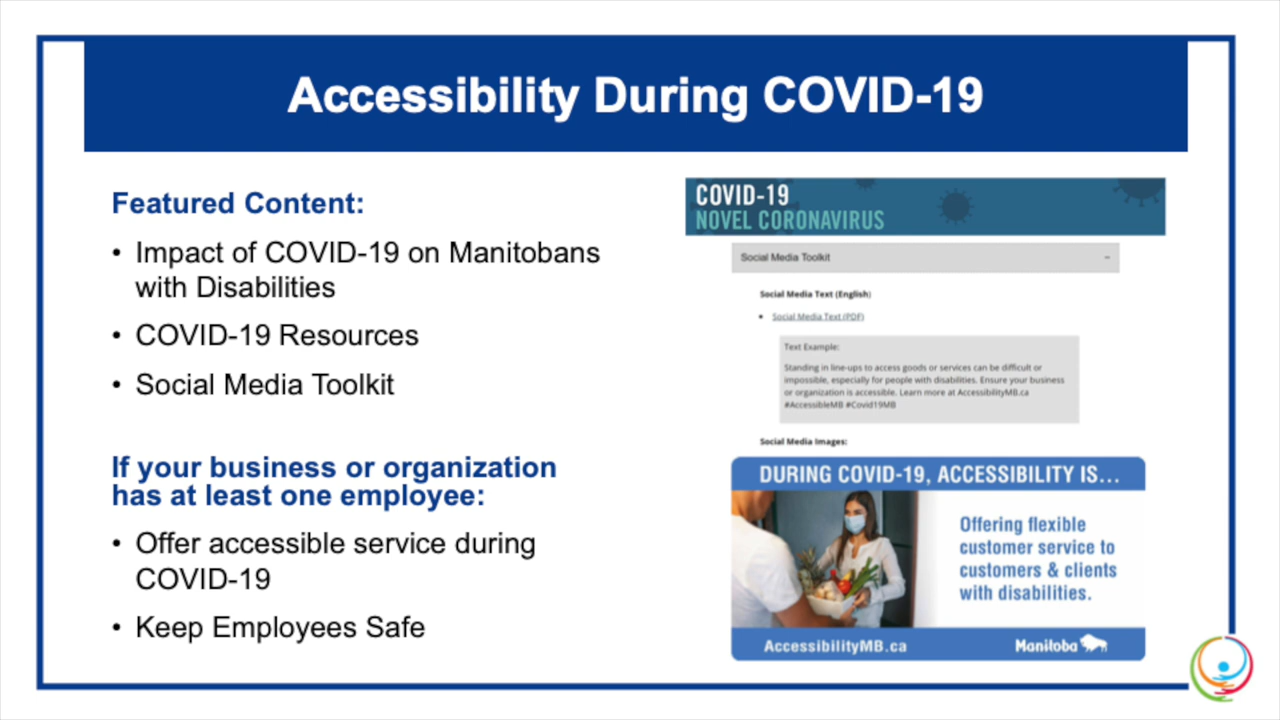 Accessibility During COVID-19
Featured Content:
• Impact of COVID-19 on Manitobans
with Disabilities
• COVID-19 Resources
• Social Media Toolkit
If your business or organization
has at least one employee:
• Offer accessible service during
COVID-19
• Keep Employees Safe
COVID-19
NOVEL CORONAVIRUS
Social Media Toolkit –
Social Media Text (English)
• Social Media Text (PDF)
Text Example:
Standing in line-ups to access goods or services can be difficult or
impossible, especially for people with disabilities. Ensure your business
or organization is accessible. Learn more at AccessibilityMB.ca
#AccessibleMB #Covid19MB
Social Media Images:
DURING COVID-19, ACCESSIBILITY IS...
Offering flexible
customer service to
customers & clients
with disabilities.
AccessibilityMB.ca
Manitoba